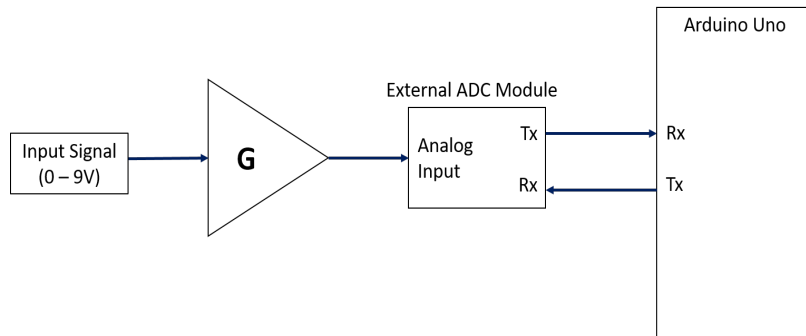 Arduino Uno
External ADC Module
Input Signal
(0 – 9V)
G
Analog
Input
Tx
Rx
Rx
Tx